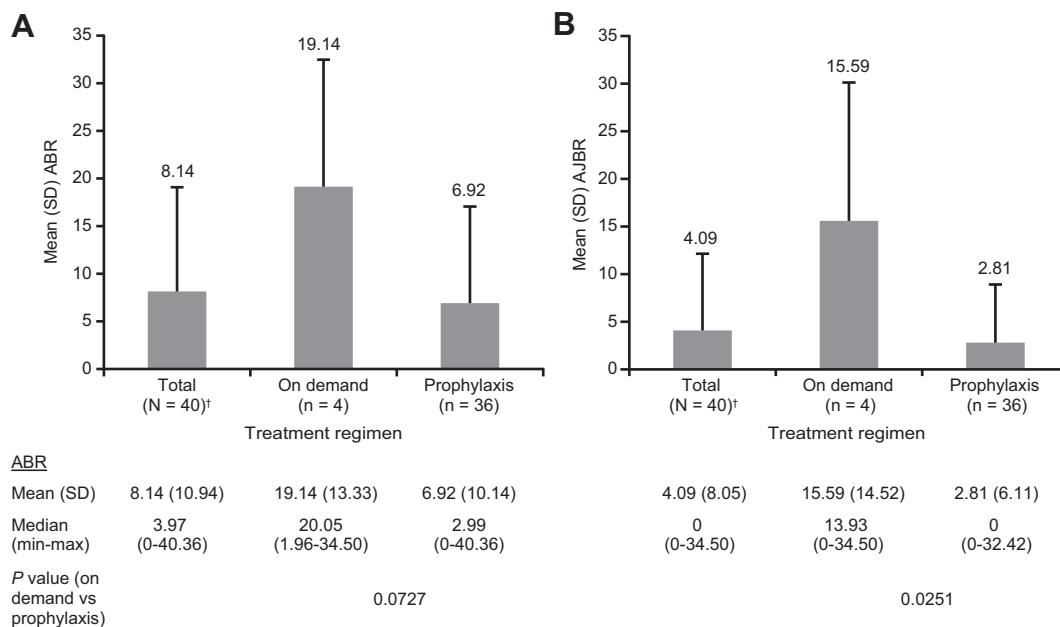 A
35
30
25
20
15
10
5
0
Mean (SD) ABR
8.14
19.14
6.92
Total
(N = 40)†
On demand
(n = 4)
Prophylaxis
(n = 36)
Treatment regimen
B
35
30
25
20
15
10
5
0
Mean (SD) AJBR
4.09
15.59
2.81
Total
(N = 40)†
On demand
(n = 4)
Prophylaxis
(n = 36)
Treatment regimen
ABR
Mean (SD) 8.14 (10.94) 19.14 (13.33) 6.92 (10.14) 4.09 (8.05) 15.59 (14.52) 2.81 (6.11)
Median 3.97 20.05 2.99 0 13.93 0
(min-max) (0-40.36) (1.96-34.50) (0-40.36) (0-34.50) (0-34.50) (0-32.42)
P value (on
demand vs 0.0727 0.0251
prophylaxis)